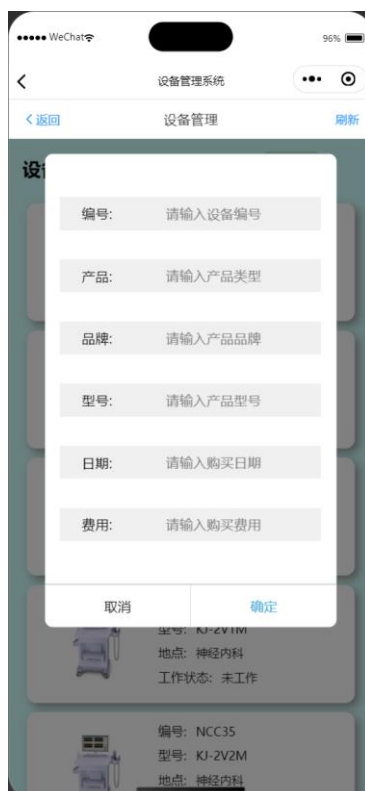 WeChat
96%
设备管理系统
<返回 设备管理 刷新
设
编号: 请输入设备编号
产品: 请输入产品类型
品牌: 请输入产品品牌
型号: 请输入产品型号
日期: 请输入购买日期
费用: 请输入购买费用
取消 确定
型号: KJ-2V1M
地点: 神经内科
工作状态: 未工作
编号: NCC35
型号: KJ-2V2M
地点: 神经内科